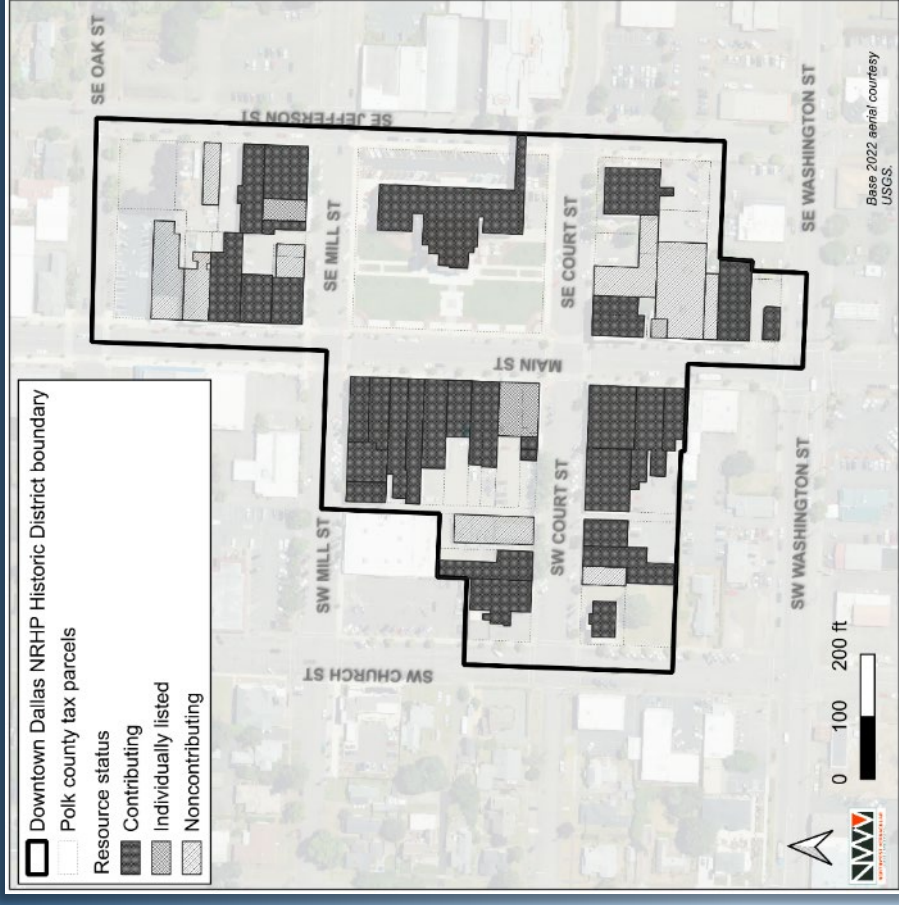 Downtown Dallas NRHP Historic District boundary
Polk county tax parcels
Resource status
Contributing
Individually listed
Noncontributing
SE OAK ST
SE JEFFERSON ST
SE MILL ST
SW MILL ST
MAIN ST
SE COURT ST
SW COURT ST
SW CHURCH ST
SE WASHINGTON ST
SW WASHINGTON ST
0 100 200 ft
NWV
Base 2022 aerial courtesy
USGS.